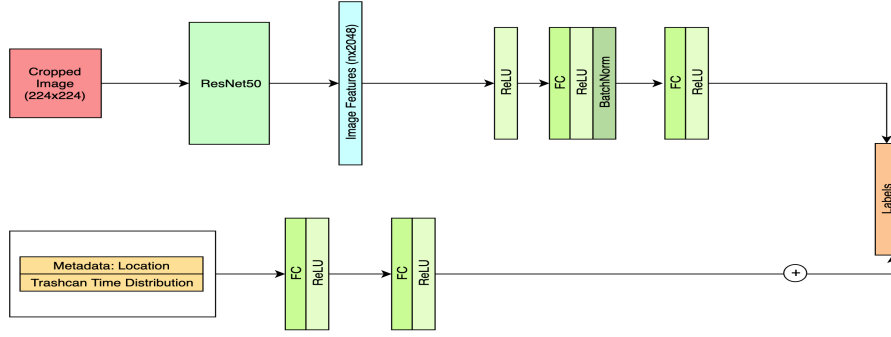 Cropped
Image
(224x224)
ResNet50
Image Features (nx2048)
ReLU
FC
ReLU
BatchNorm
FC
ReLU
Labels
Metadata: Location
Trashcan Time Distribution
FC
ReLU
FC
ReLU
+